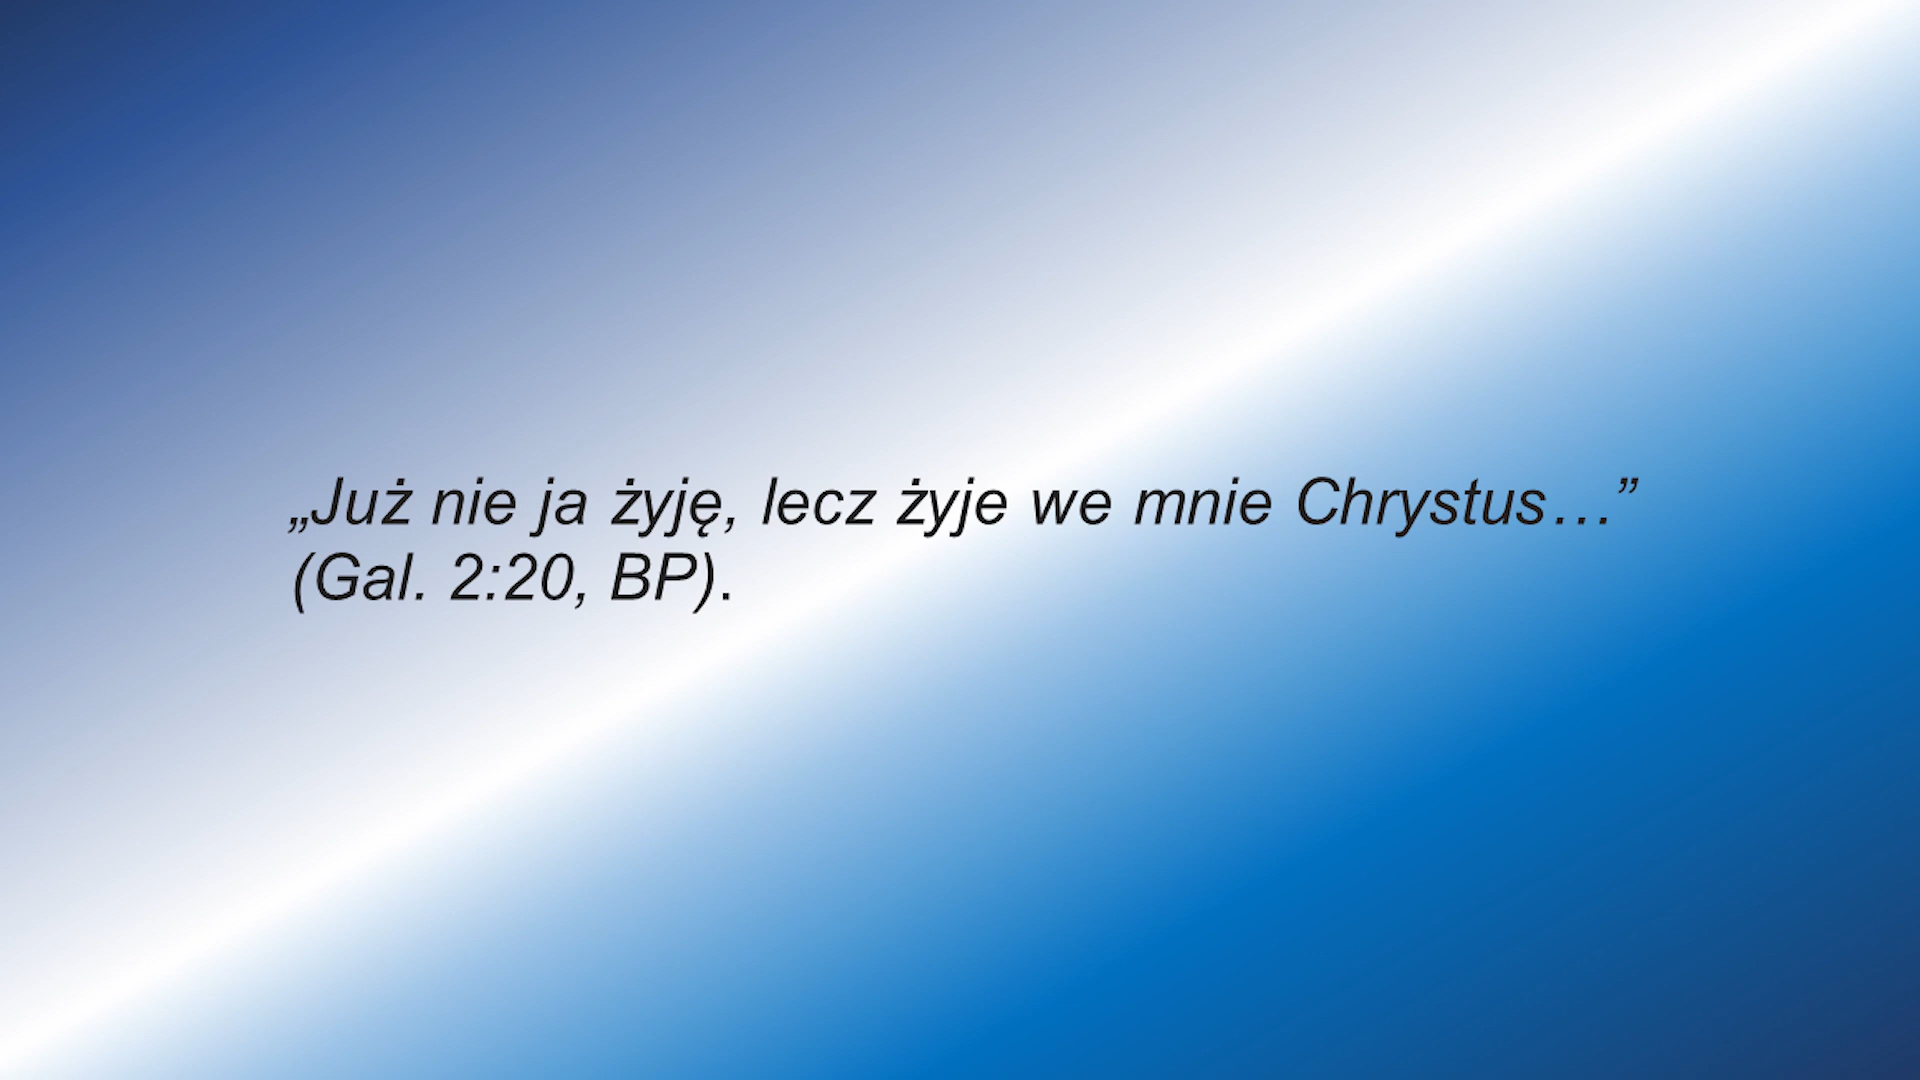 „Już nie ja żyję, lecz żyje we mnie Chrystus…”
(Gal. 2:20, BP).